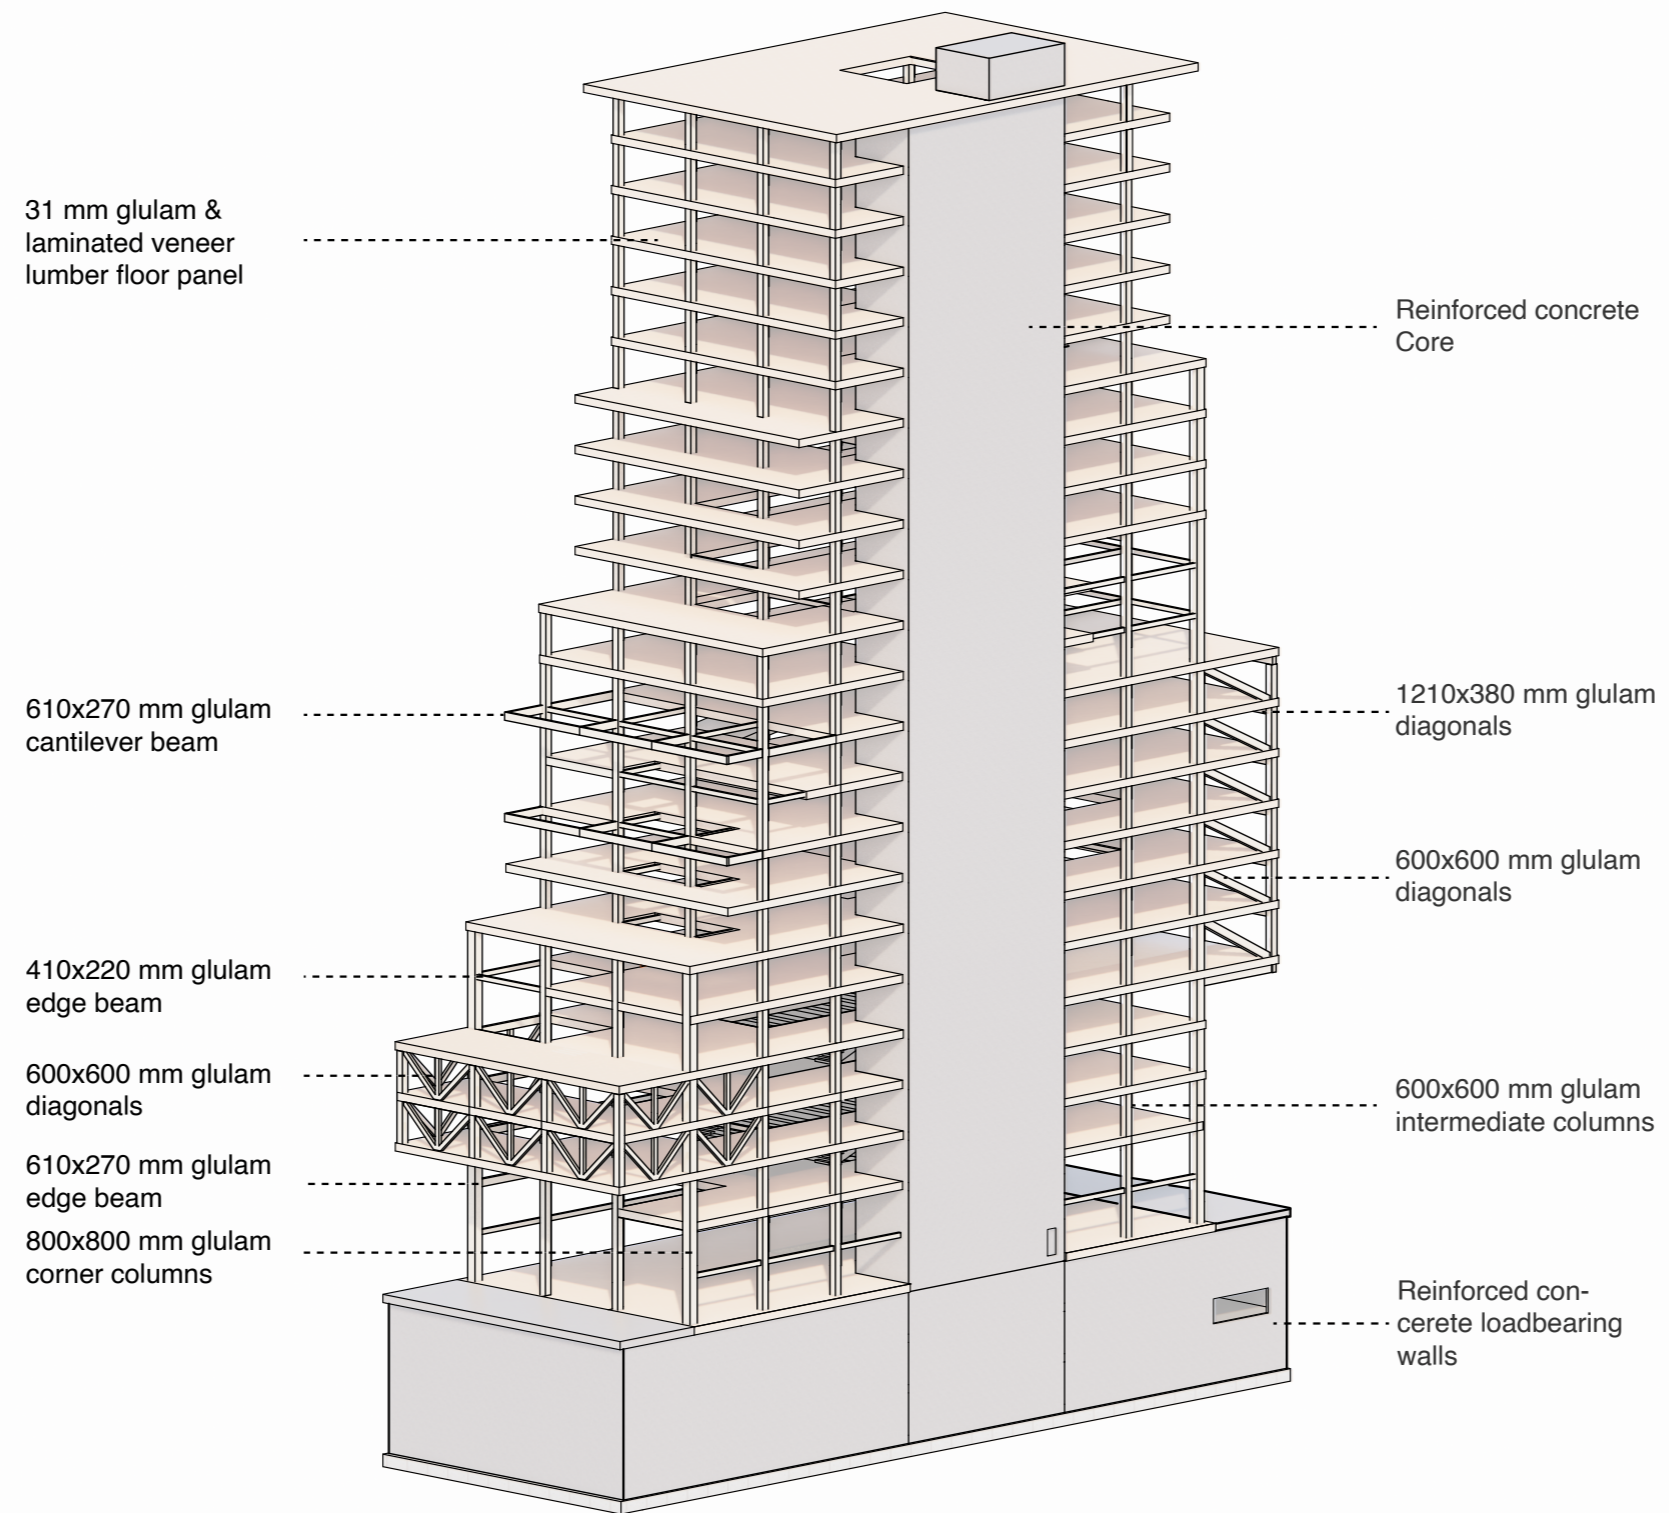 31 mm glulam &
laminated veneer
lumber floor panel
610x270 mm glulam
cantilever beam
410x220 mm glulam
edge beam
600x600 mm glulam
diagonals
610x270 mm glulam
edge beam
800x800 mm glulam
corner columns
Reinforced concrete
Core
1210x380 mm glulam
diagonals
600x600 mm glulam
diagonals
600x600 mm glulam
intermediate columns
Reinforced con-
cerete loadbearing
walls